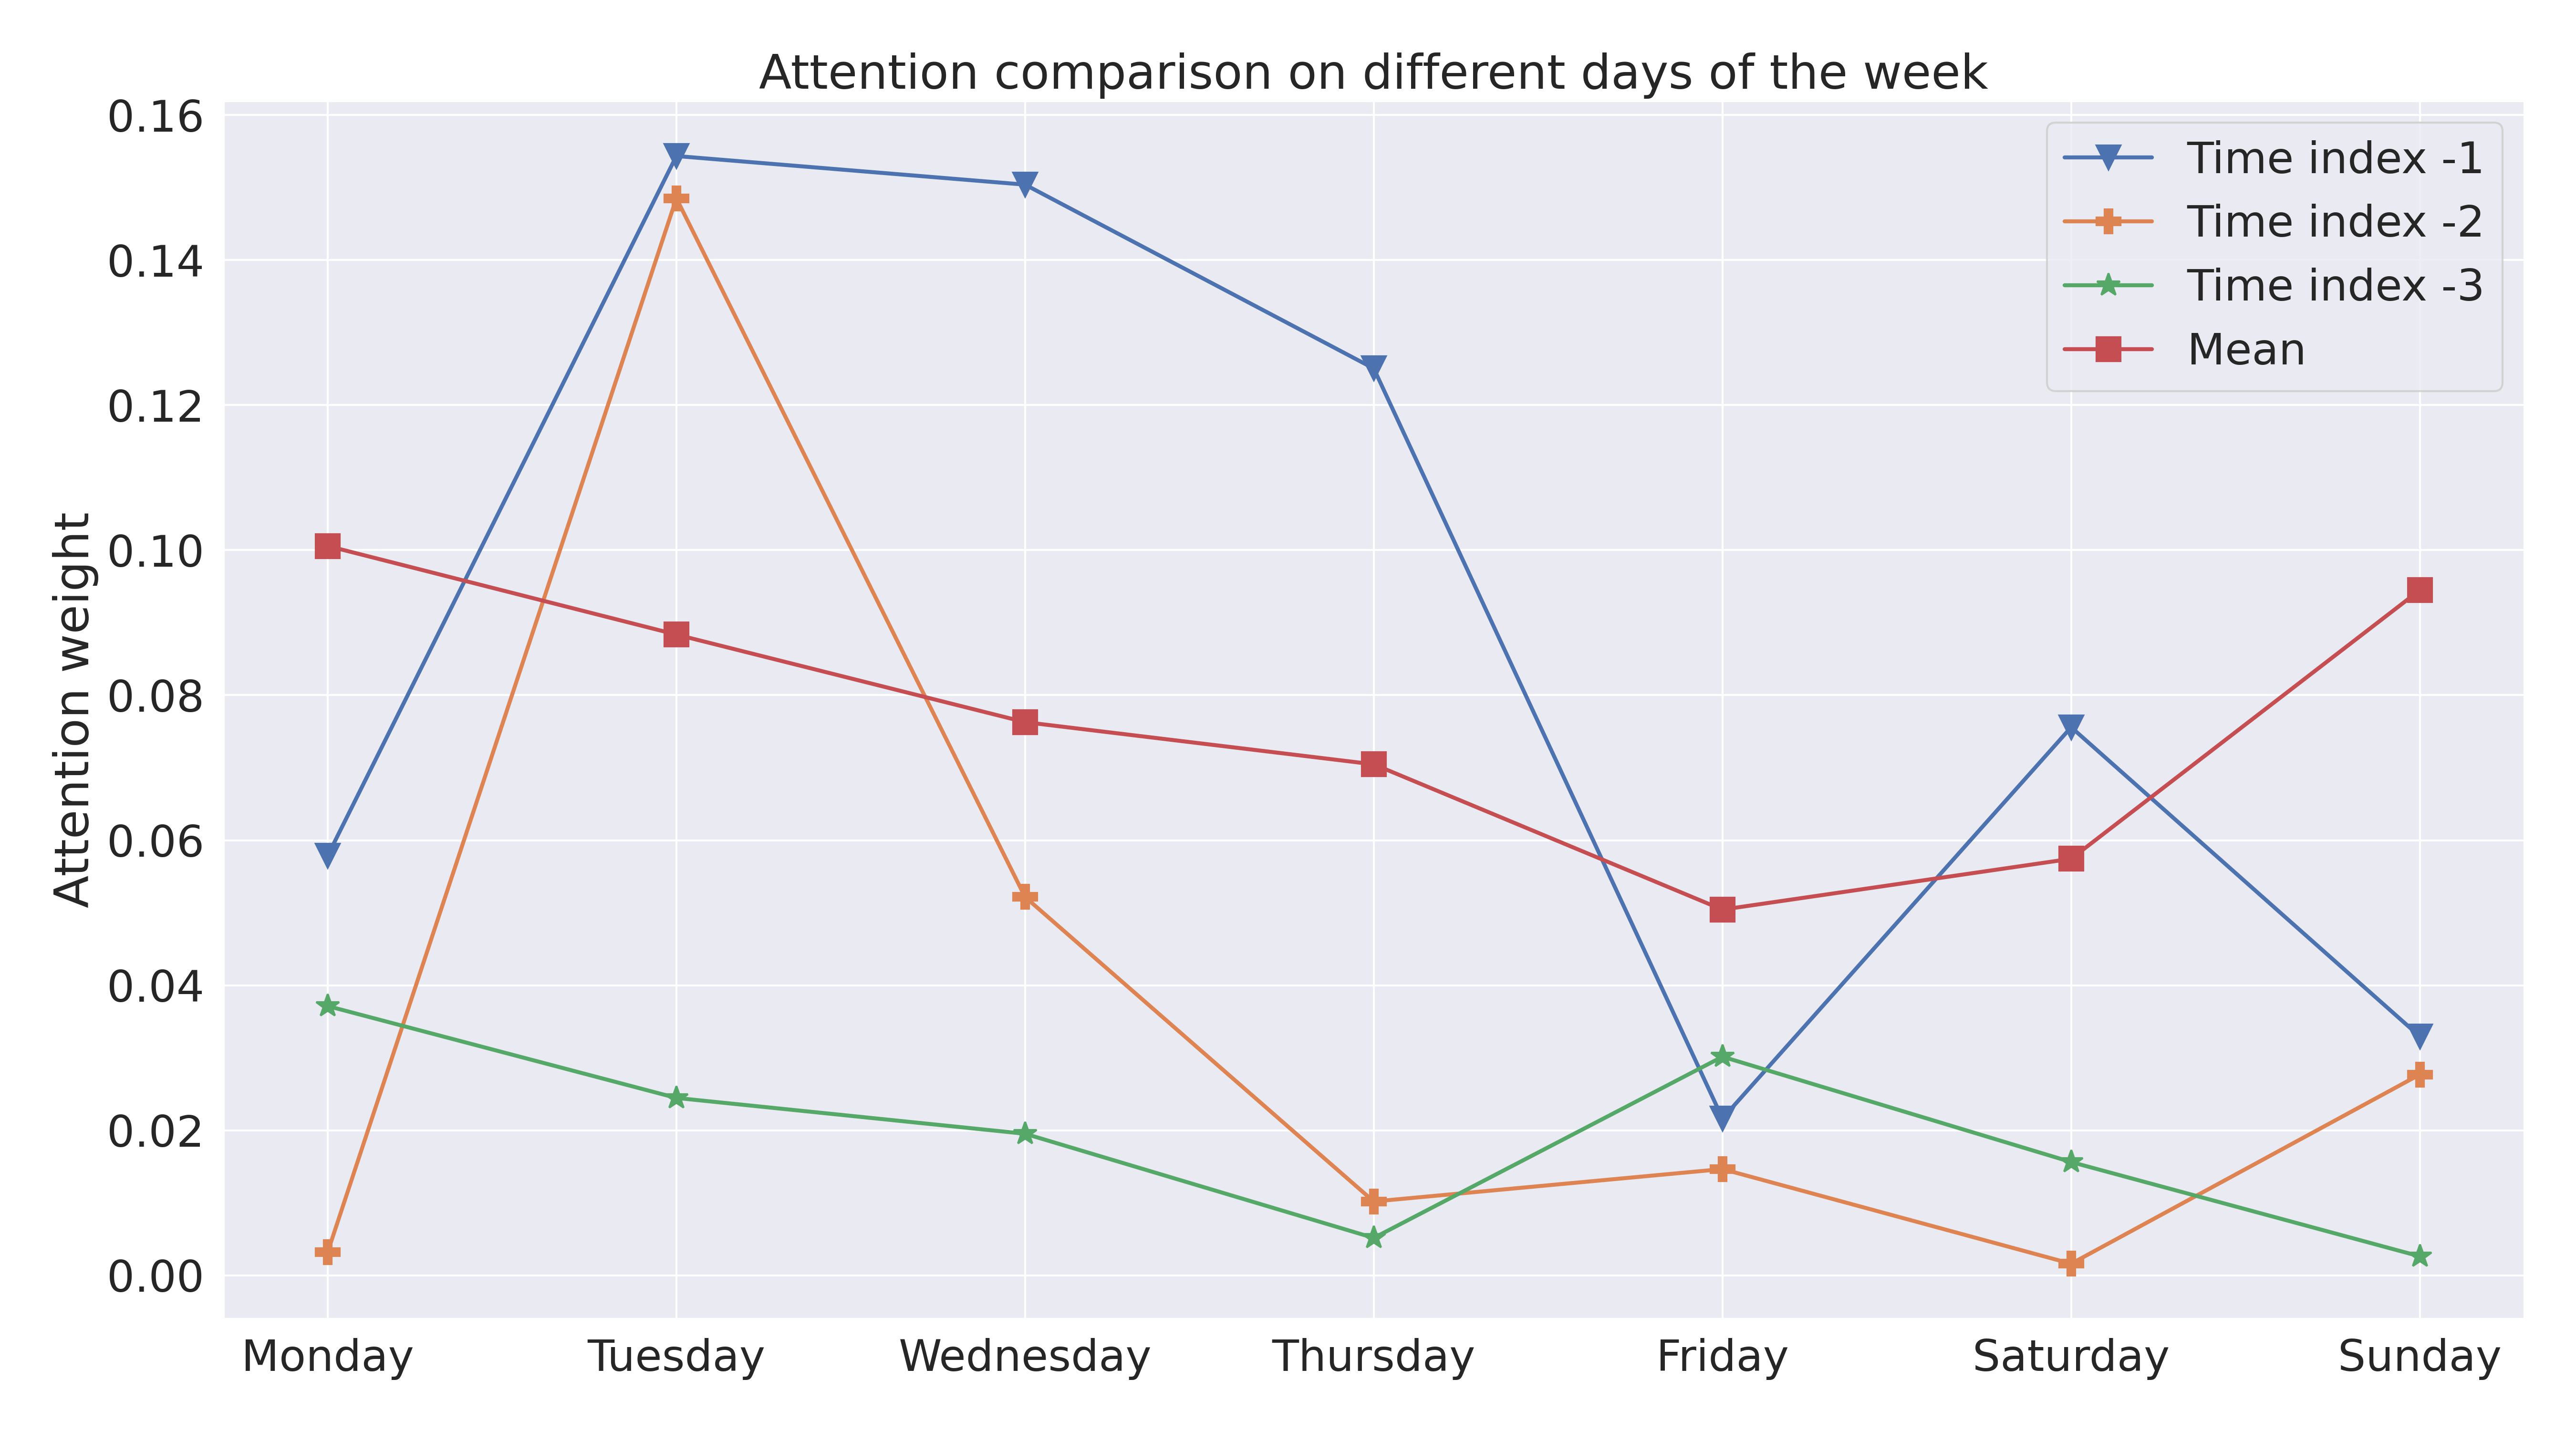 Attention comparison on different days of the week
Attention weight
0.16
0.14
0.12
0.10
0.08
0.06
0.04
0.02
0.00
Time index -1
Time index -2
Time index -3
Mean
Monday Tuesday Wednesday Thursday Friday Saturday Sunday